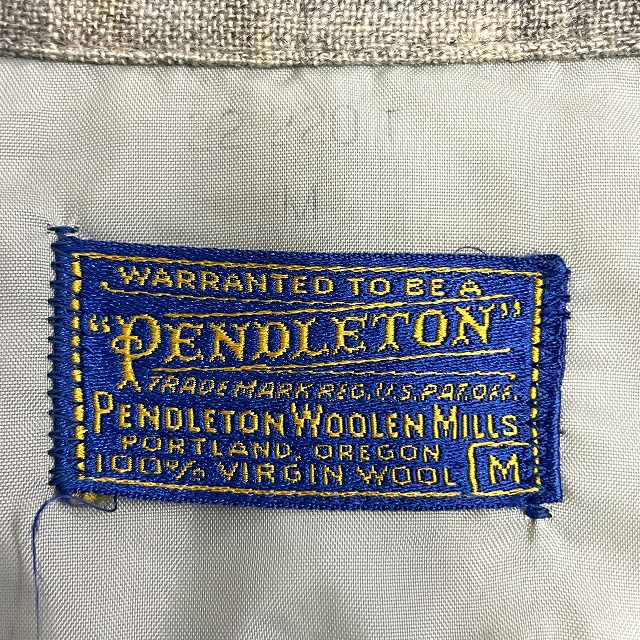 M
WARRANTED TO BE A
"PENDLETON"
TRADE MARK REG. U.S. PAT. OFF.
PENDLETON WOOLEN MILLS
PORTLAND, OREGON
100% VIRGIN WOOL M